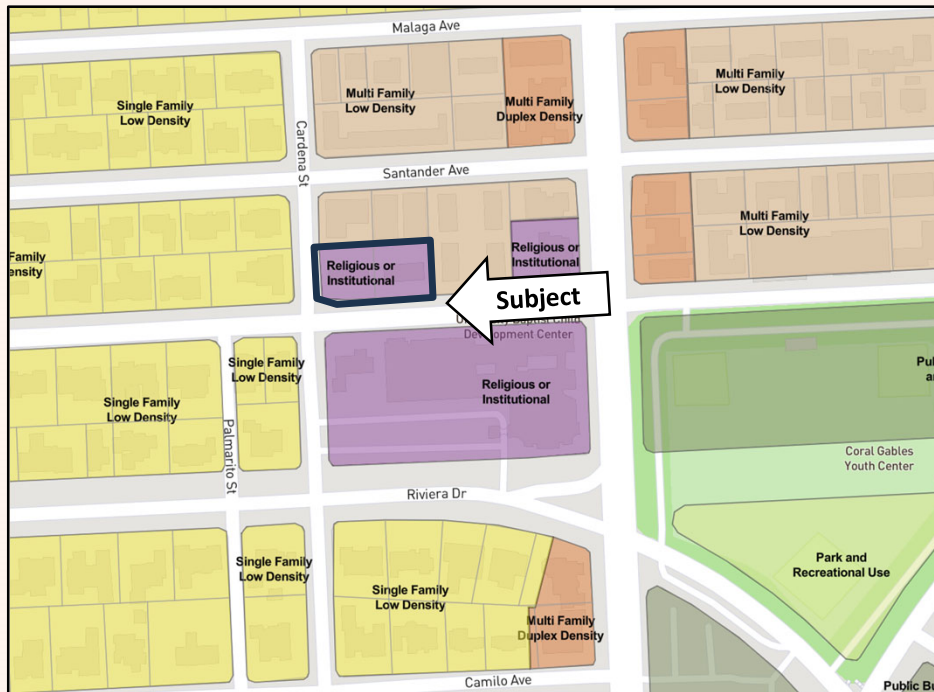 Malaga Ave
Single Family
Low Density
Multi Family
Low Density
Multi Family
Duplex Density
Multi Family
Low Density
Cardena St
Santander Ave
Family
ensity
Religious or
Institutional
Religious or
Institutional
Multi Family
Low Density
Subject
Development Center
Single Family
Low Density
Single Family
Low Density
Religious or
Institutional
Palmarito St
Coral Gables
Youth Center
Riviera Dr
Single Family
Low Density
Single Family
Low Density
Park and
Recreational Use
Multi Family
Duplex Density
Camilo Ave
Public